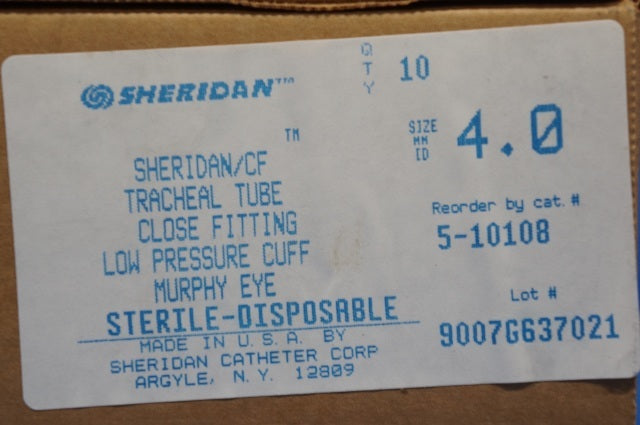 SHERIDAN™
™
SHERIDAN/CF
TRACHEAL TUBE
CLOSE FITTING
LOW PRESSURE CUFF
MURPHY EYE
STERILE-DISPOSABLE
MADE IN U.S.A. BY
SHERIDAN CATHETER CORP
ARGYLE, N.Y. 12809
QTY 10
SIZE MM ID 4.0
Reorder by cat. #
5-10108
Lot #
9007G637021